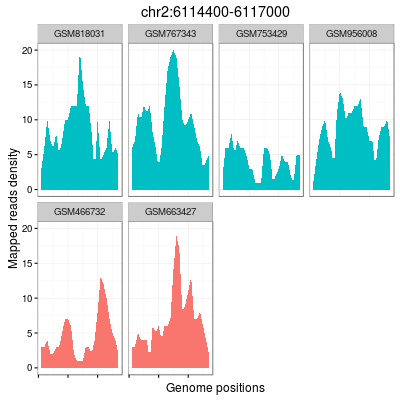 chr2:6114400-6117000
GSM818031 GSM767343 GSM753429 GSM956008
20
15
10
5
0
GSM466732 GSM663427
20
15
10
5
0
Mapped reads density
Genome positions